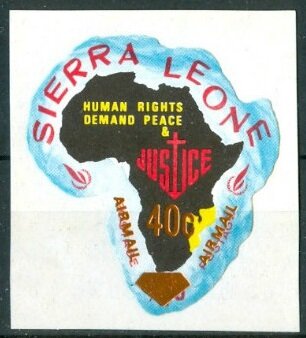 SIERRA LEONE
HUMAN RIGHTS
DEMAND PEACE
&
JUSTICE
40c
AIRMAIL
AIRMAIL